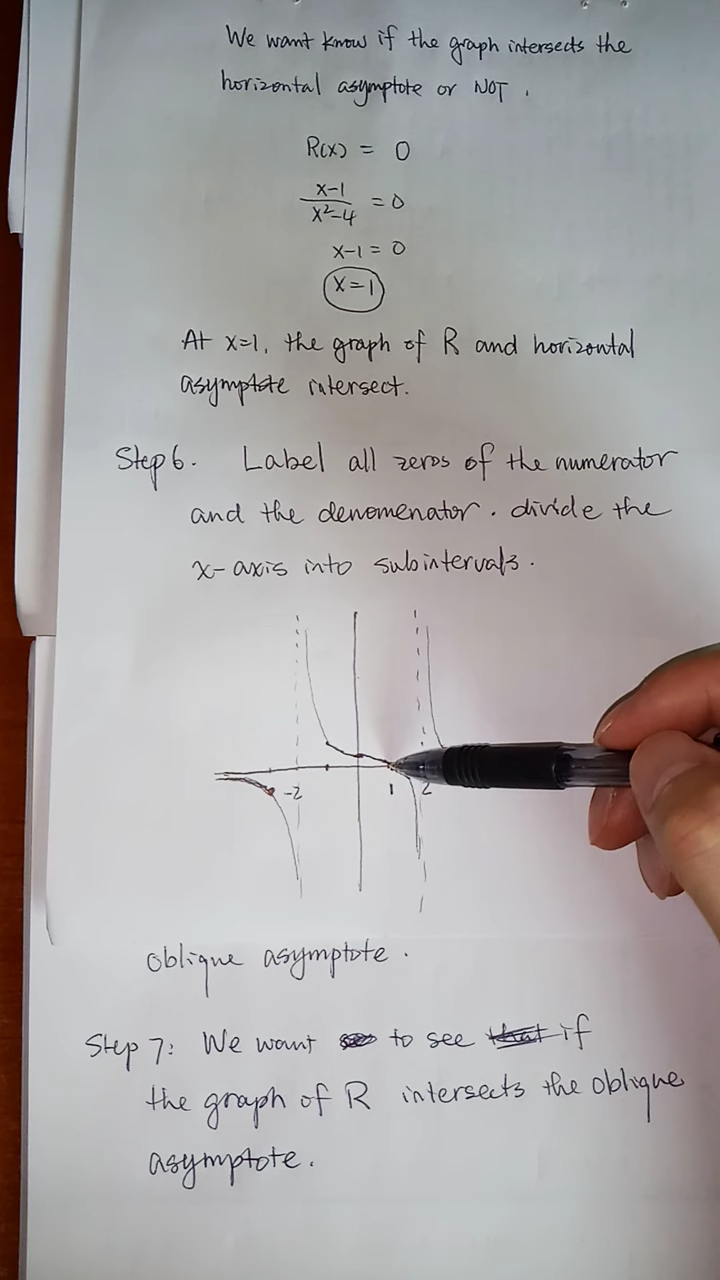 We want know if the graph intersects the
horizontal asymptote or NOT.
R(x) = 0
x-1/x²-4 = 0
x-1 = 0
x=1
At x=1, the graph of R and horizontal
asymptote intersect.
Step 6. Label all zeros of the numerator
and the denomenator. divide the
x-axis into subintervals.
-2 1 2
oblique asymptote.
Step 7: We want to see that if
the graph of R intersects the oblique
asymptote.